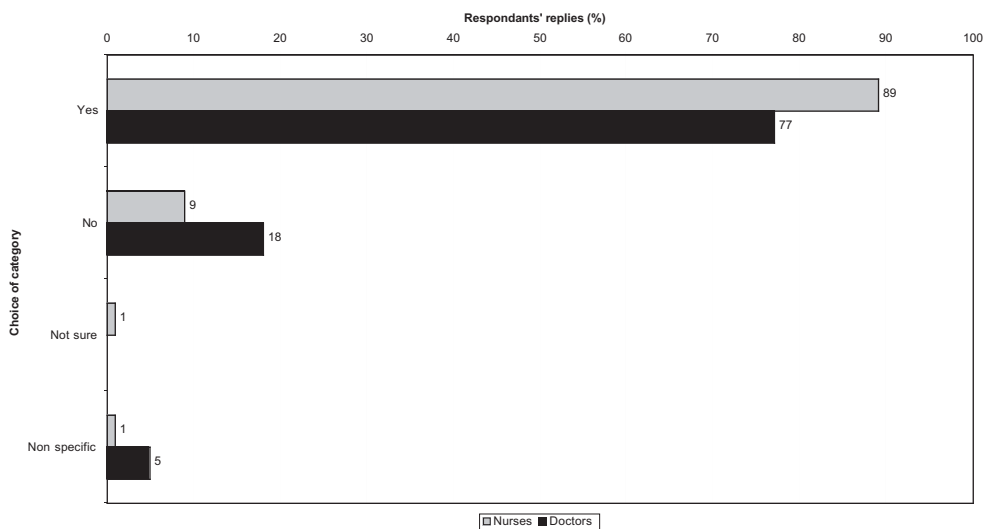 Respondants' replies (%)
0 10 20 30 40 50 60 70 80 90 100
Choice of category
Yes
89
77
No
9
18
Not sure
1
Non specific
1
5
Nurses Doctors